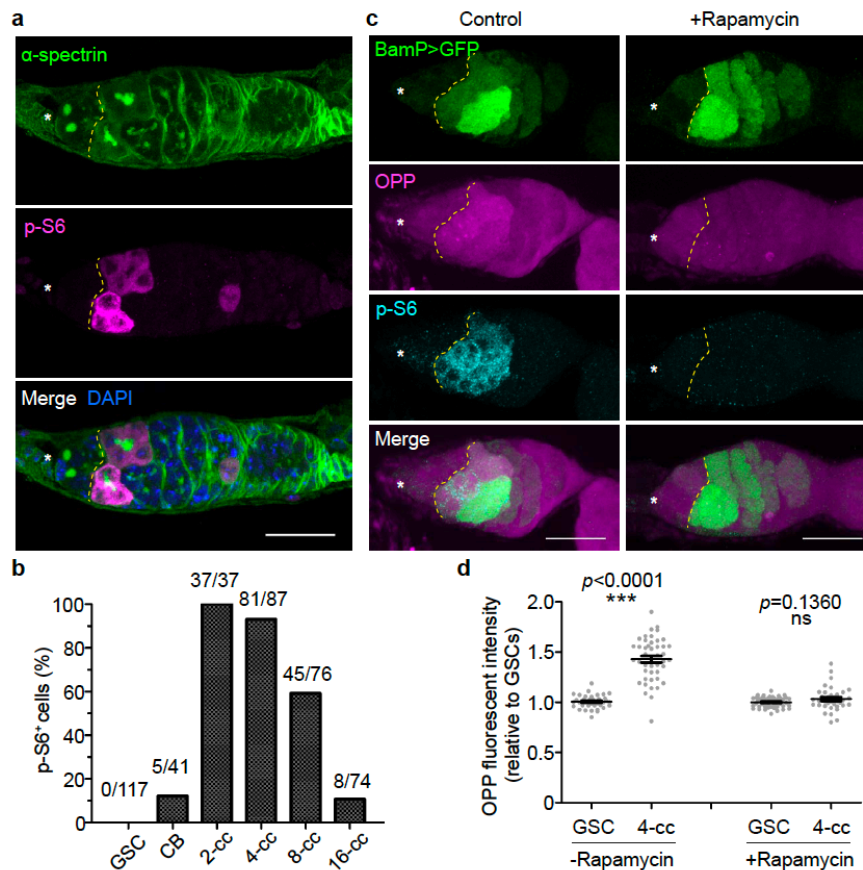 a
α-spectrin
*
p-S6
*
Merge DAPI
*
b
p-S6+ cells (%)
100
80
60
40
20
0
0/117
5/41
37/37
81/87
45/76
8/74
GSC
CB
2-cc
4-cc
8-cc
16-cc
c
Control
+Rapamycin
BamP>GFP
*
*
OPP
*
*
p-S6
*
*
Merge
*
*
d
OPP fluorescent intensity
(relative to GSCs)
p<0.0001
***
p=0.1360
ns
2.0
1.5
1.0
0.5
0
GSC
4-cc
GSC
4-cc
-Rapamycin
+Rapamycin